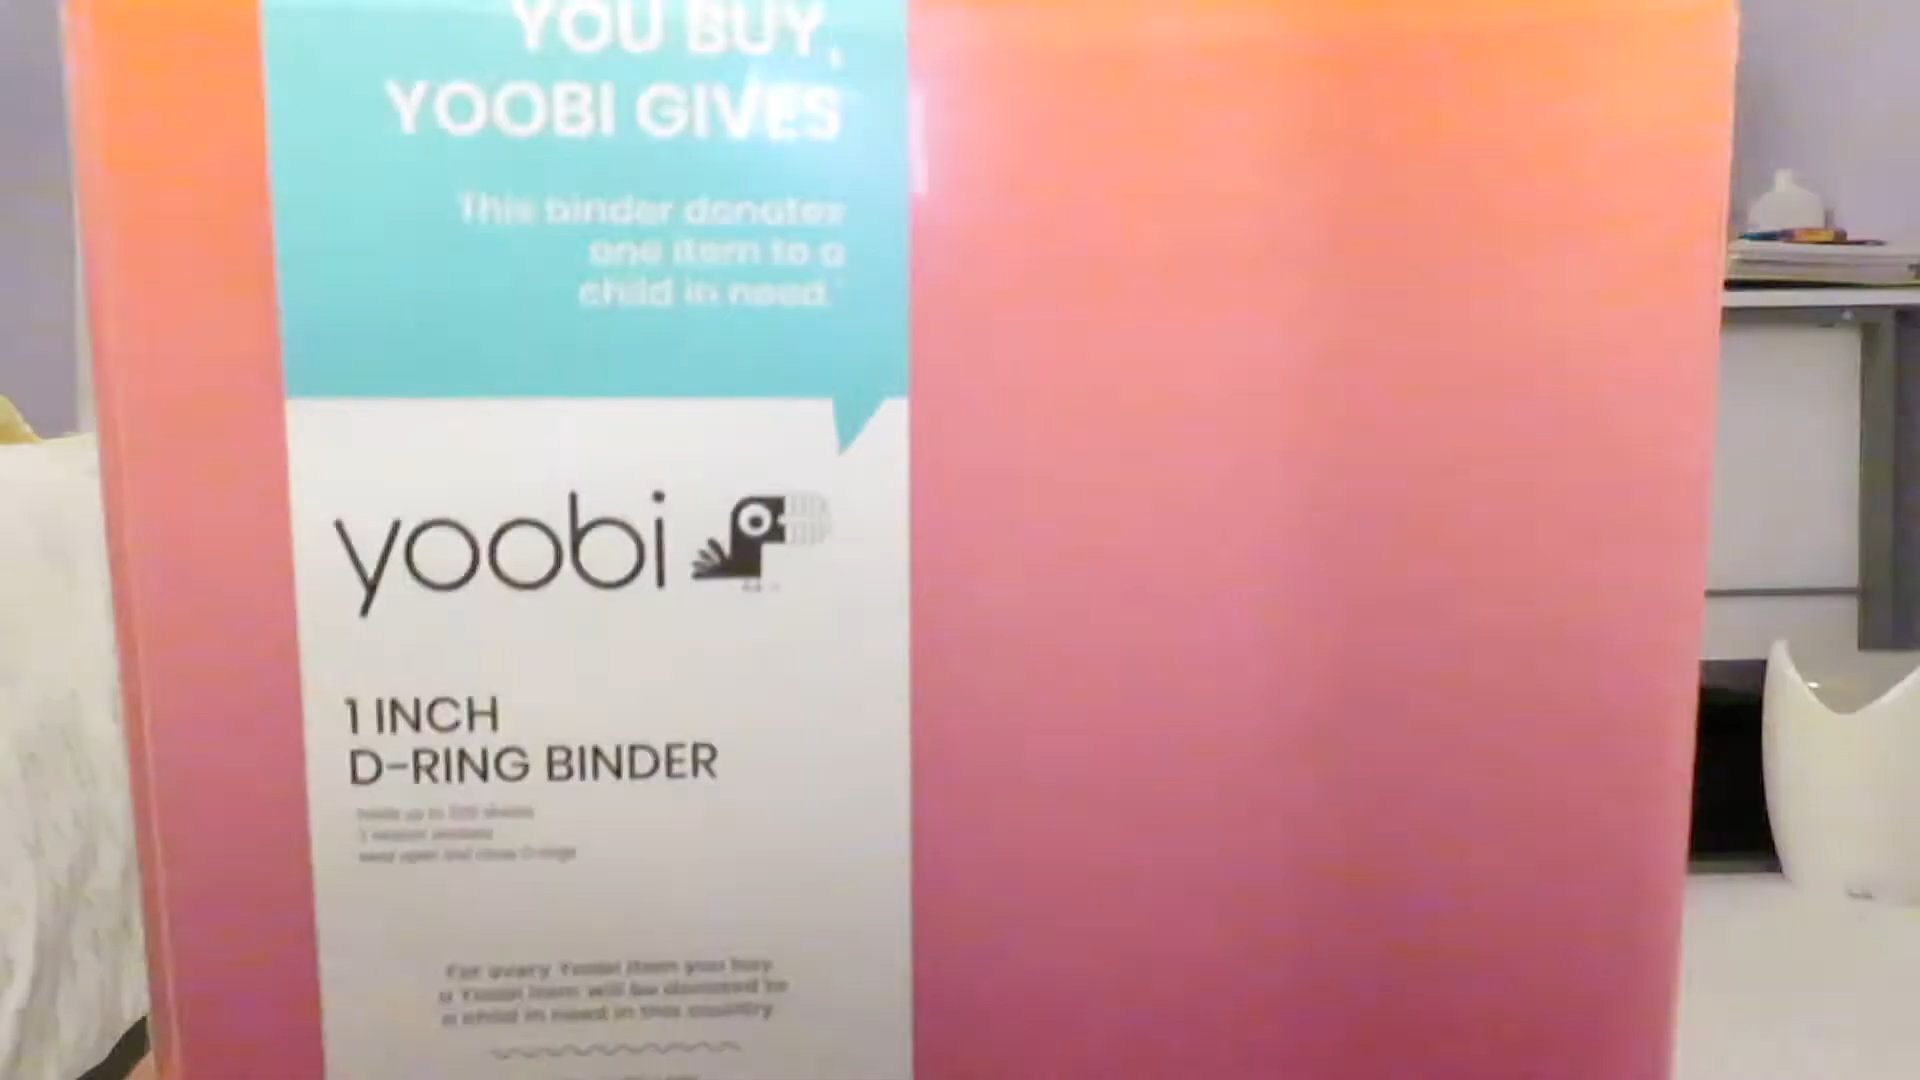 YOU BUY,
YOOBI GIVES
This binder donates
one item to a
child in need.
yoobi
1 INCH
D-RING BINDER
For every Yoobi item you buy
a Yoobi item will be donated to
a child in need in this country